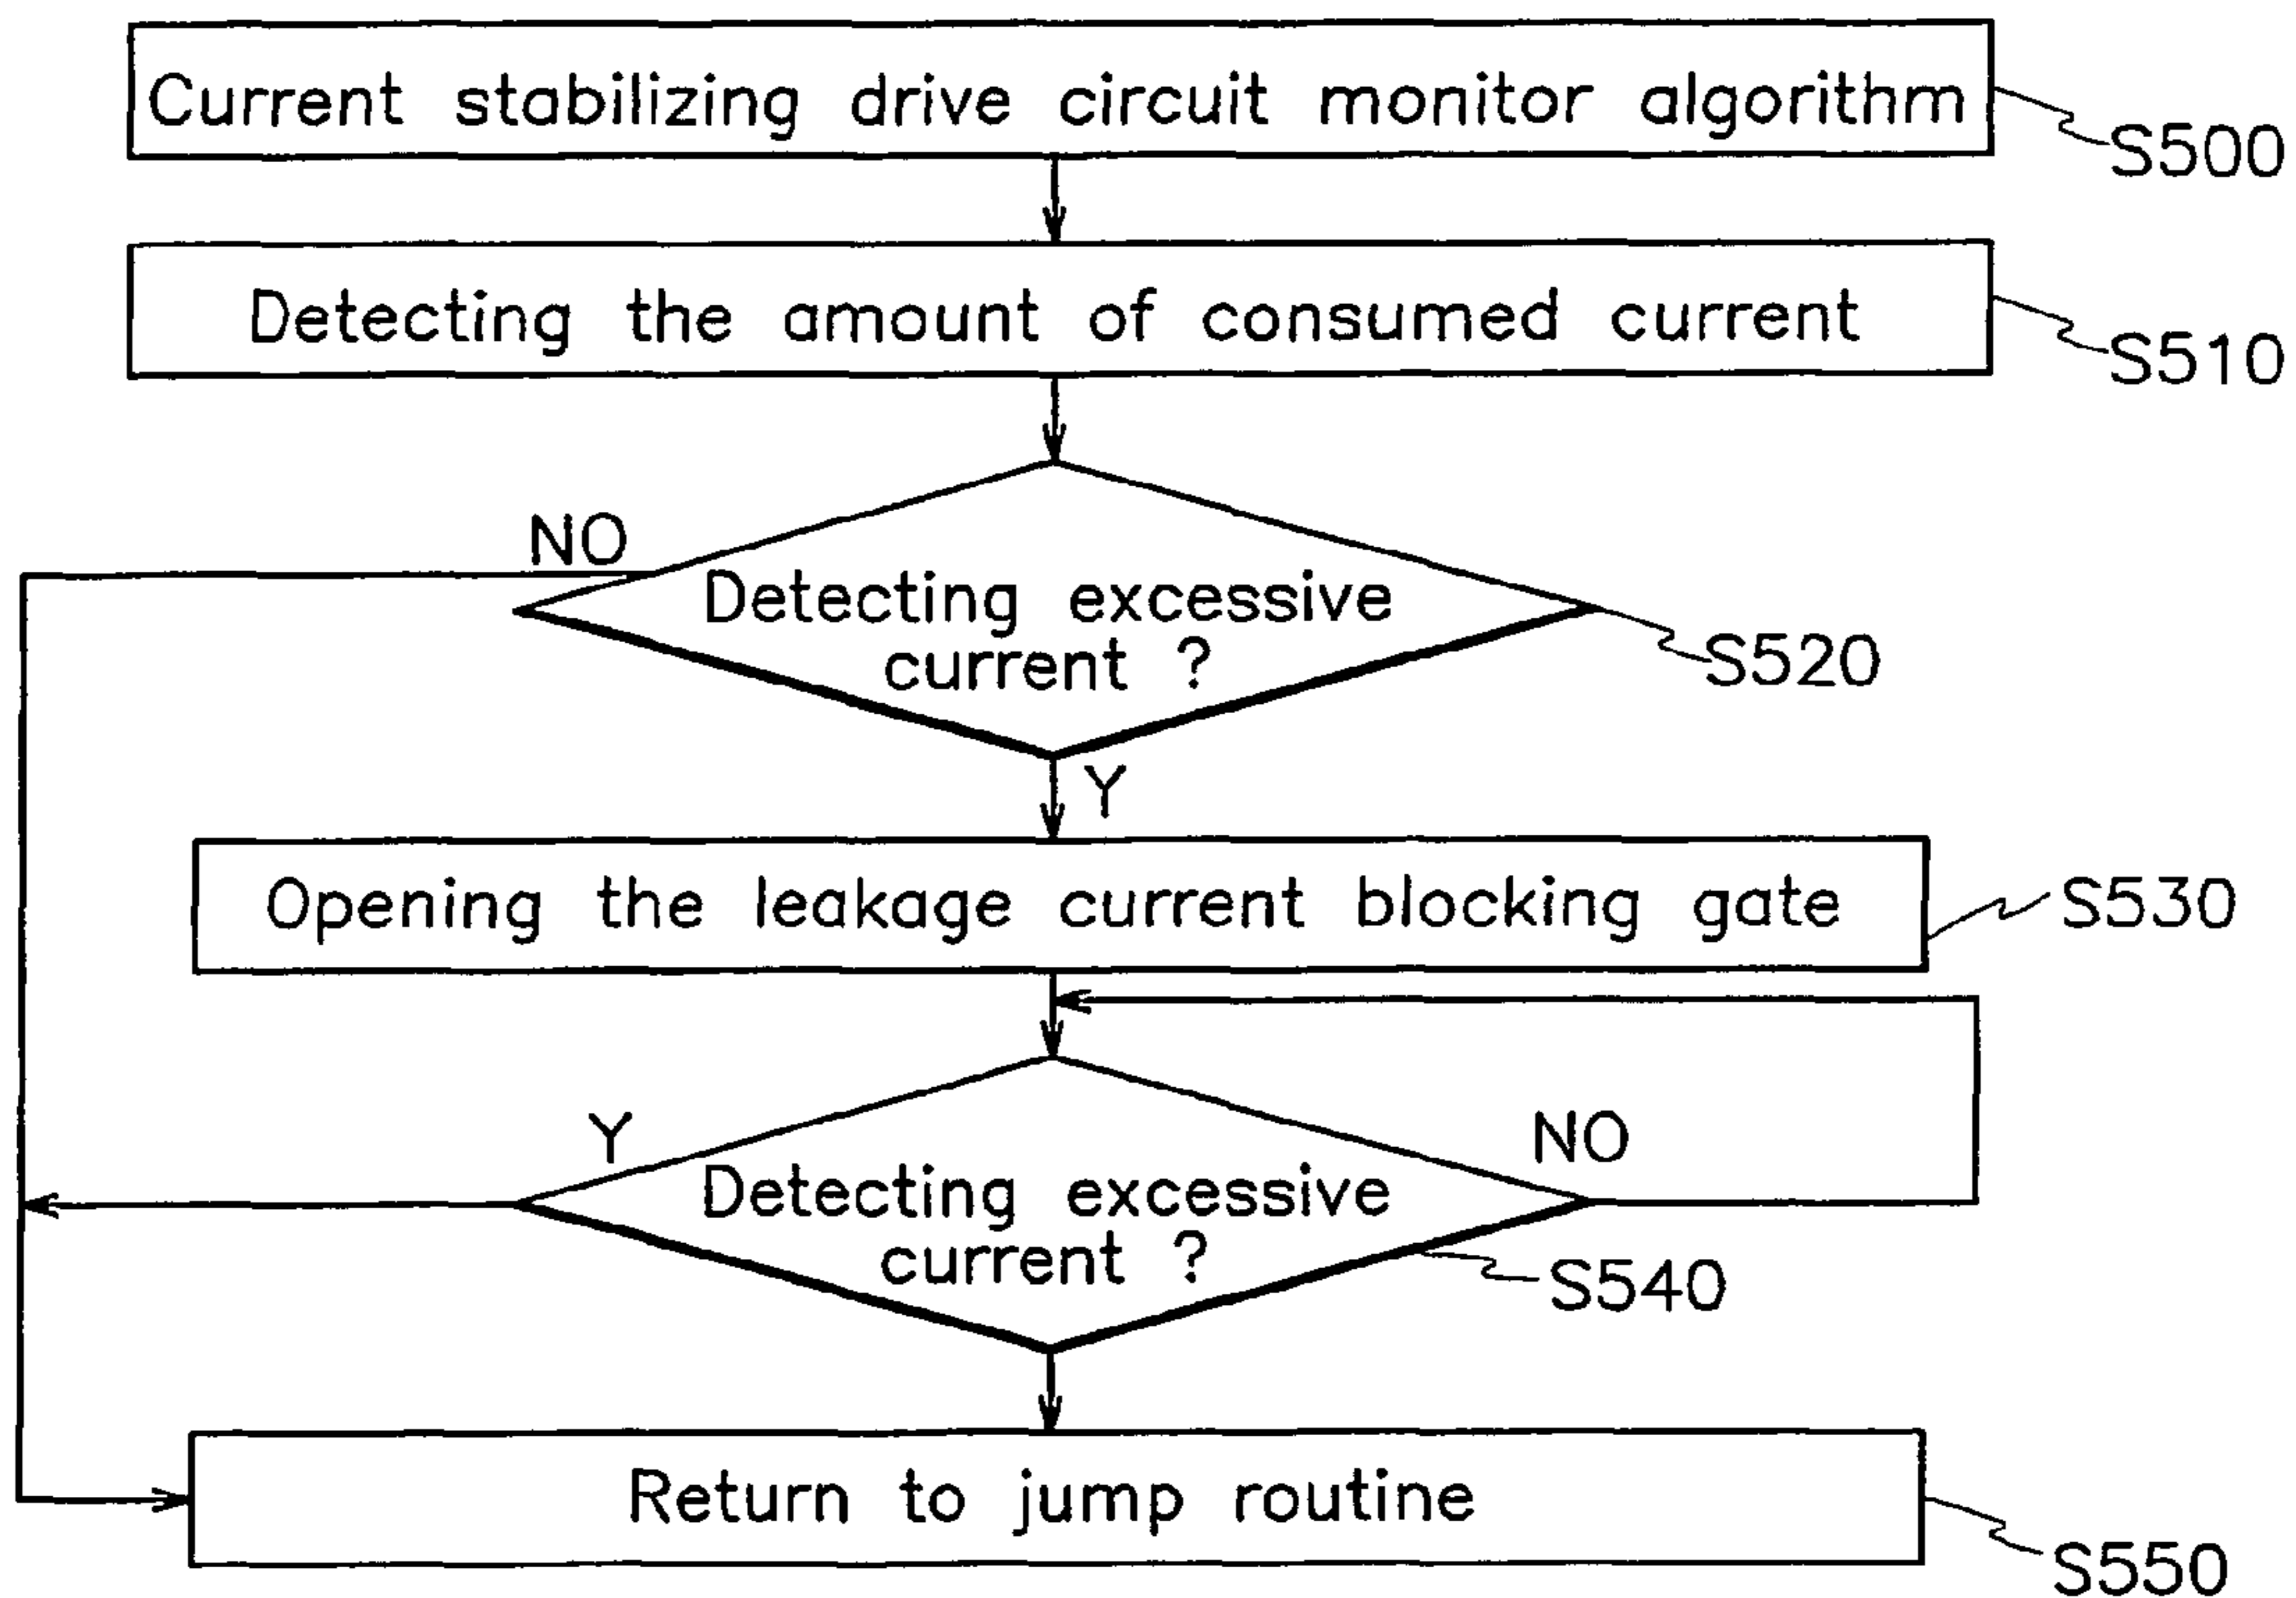 Current stabilizing drive circuit monitor algorithm
S500
Detecting the amount of consumed current
S510
NO
Detecting excessive
current ?
S520
Y
Opening the leakage current blocking gate
S530
Y
NO
Detecting excessive
current ?
S540
Return to jump routine
S550